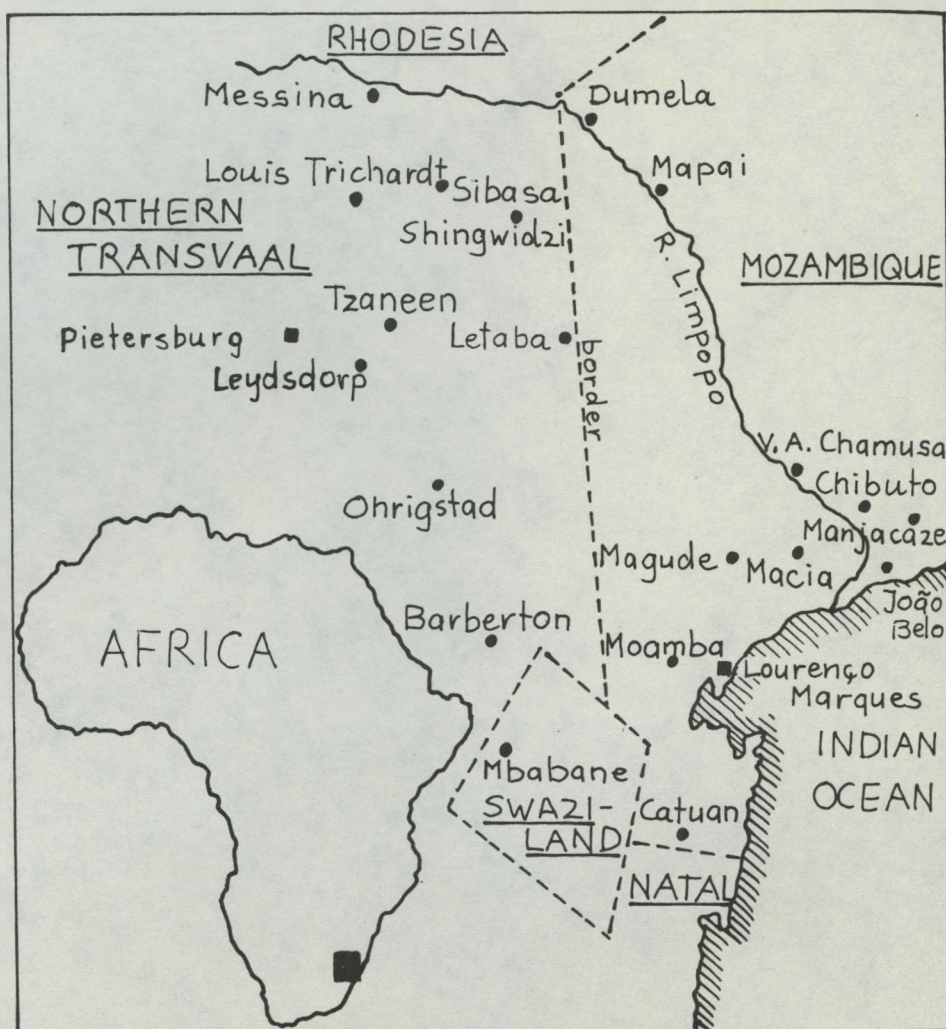 RHODESIA
Messina
Dumela
Louis Trichardt
Sibasa
Mapai
NORTHERN
TRANSVAAL
Shingwidzi
R. Limpopo
MOZAMBIQUE
Tzaneen
Pietersburg
Letaba
border
Leydsdorp
V. A. Chamusa
Chibuto
Ohrigstad
Manjacaze
Magude
Macia
João
Belo
Barberton
AFRICA
Moamba
Lourenço
Marques
INDIAN
OCEAN
Mbabane
SWAZI-
LAND
Catuan
NATAL